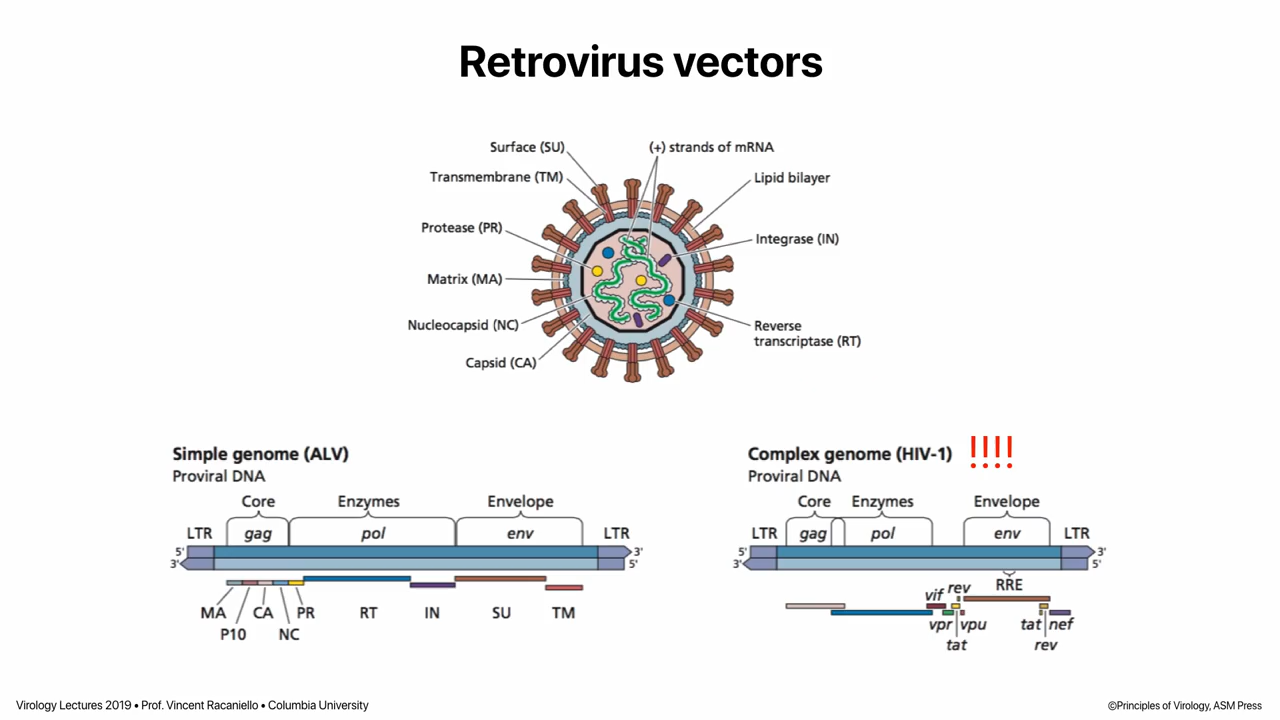 Retrovirus vectors
Surface (SU)
(+) strands of mRNA
Transmembrane (TM)
Lipid bilayer
Protease (PR)
Integrase (IN)
Matrix (MA)
Nucleocapsid (NC)
Reverse
transcriptase (RT)
Capsid (CA)
Simple genome (ALV)
Proviral DNA
Core Enzymes Envelope
LTR gag pol env LTR
5' 3'
3' 5'
MA CA PR RT IN SU TM
P10 NC
Complex genome (HIV-1) !!!!
Proviral DNA
Core Enzymes Envelope
LTR gag pol env LTR
5' 3'
3' 5'
RRE
vif rev
vpr vpu tat nef
tat rev
Virology Lectures 2019 • Prof. Vincent Racaniello • Columbia University
©Principles of Virology, ASM Press